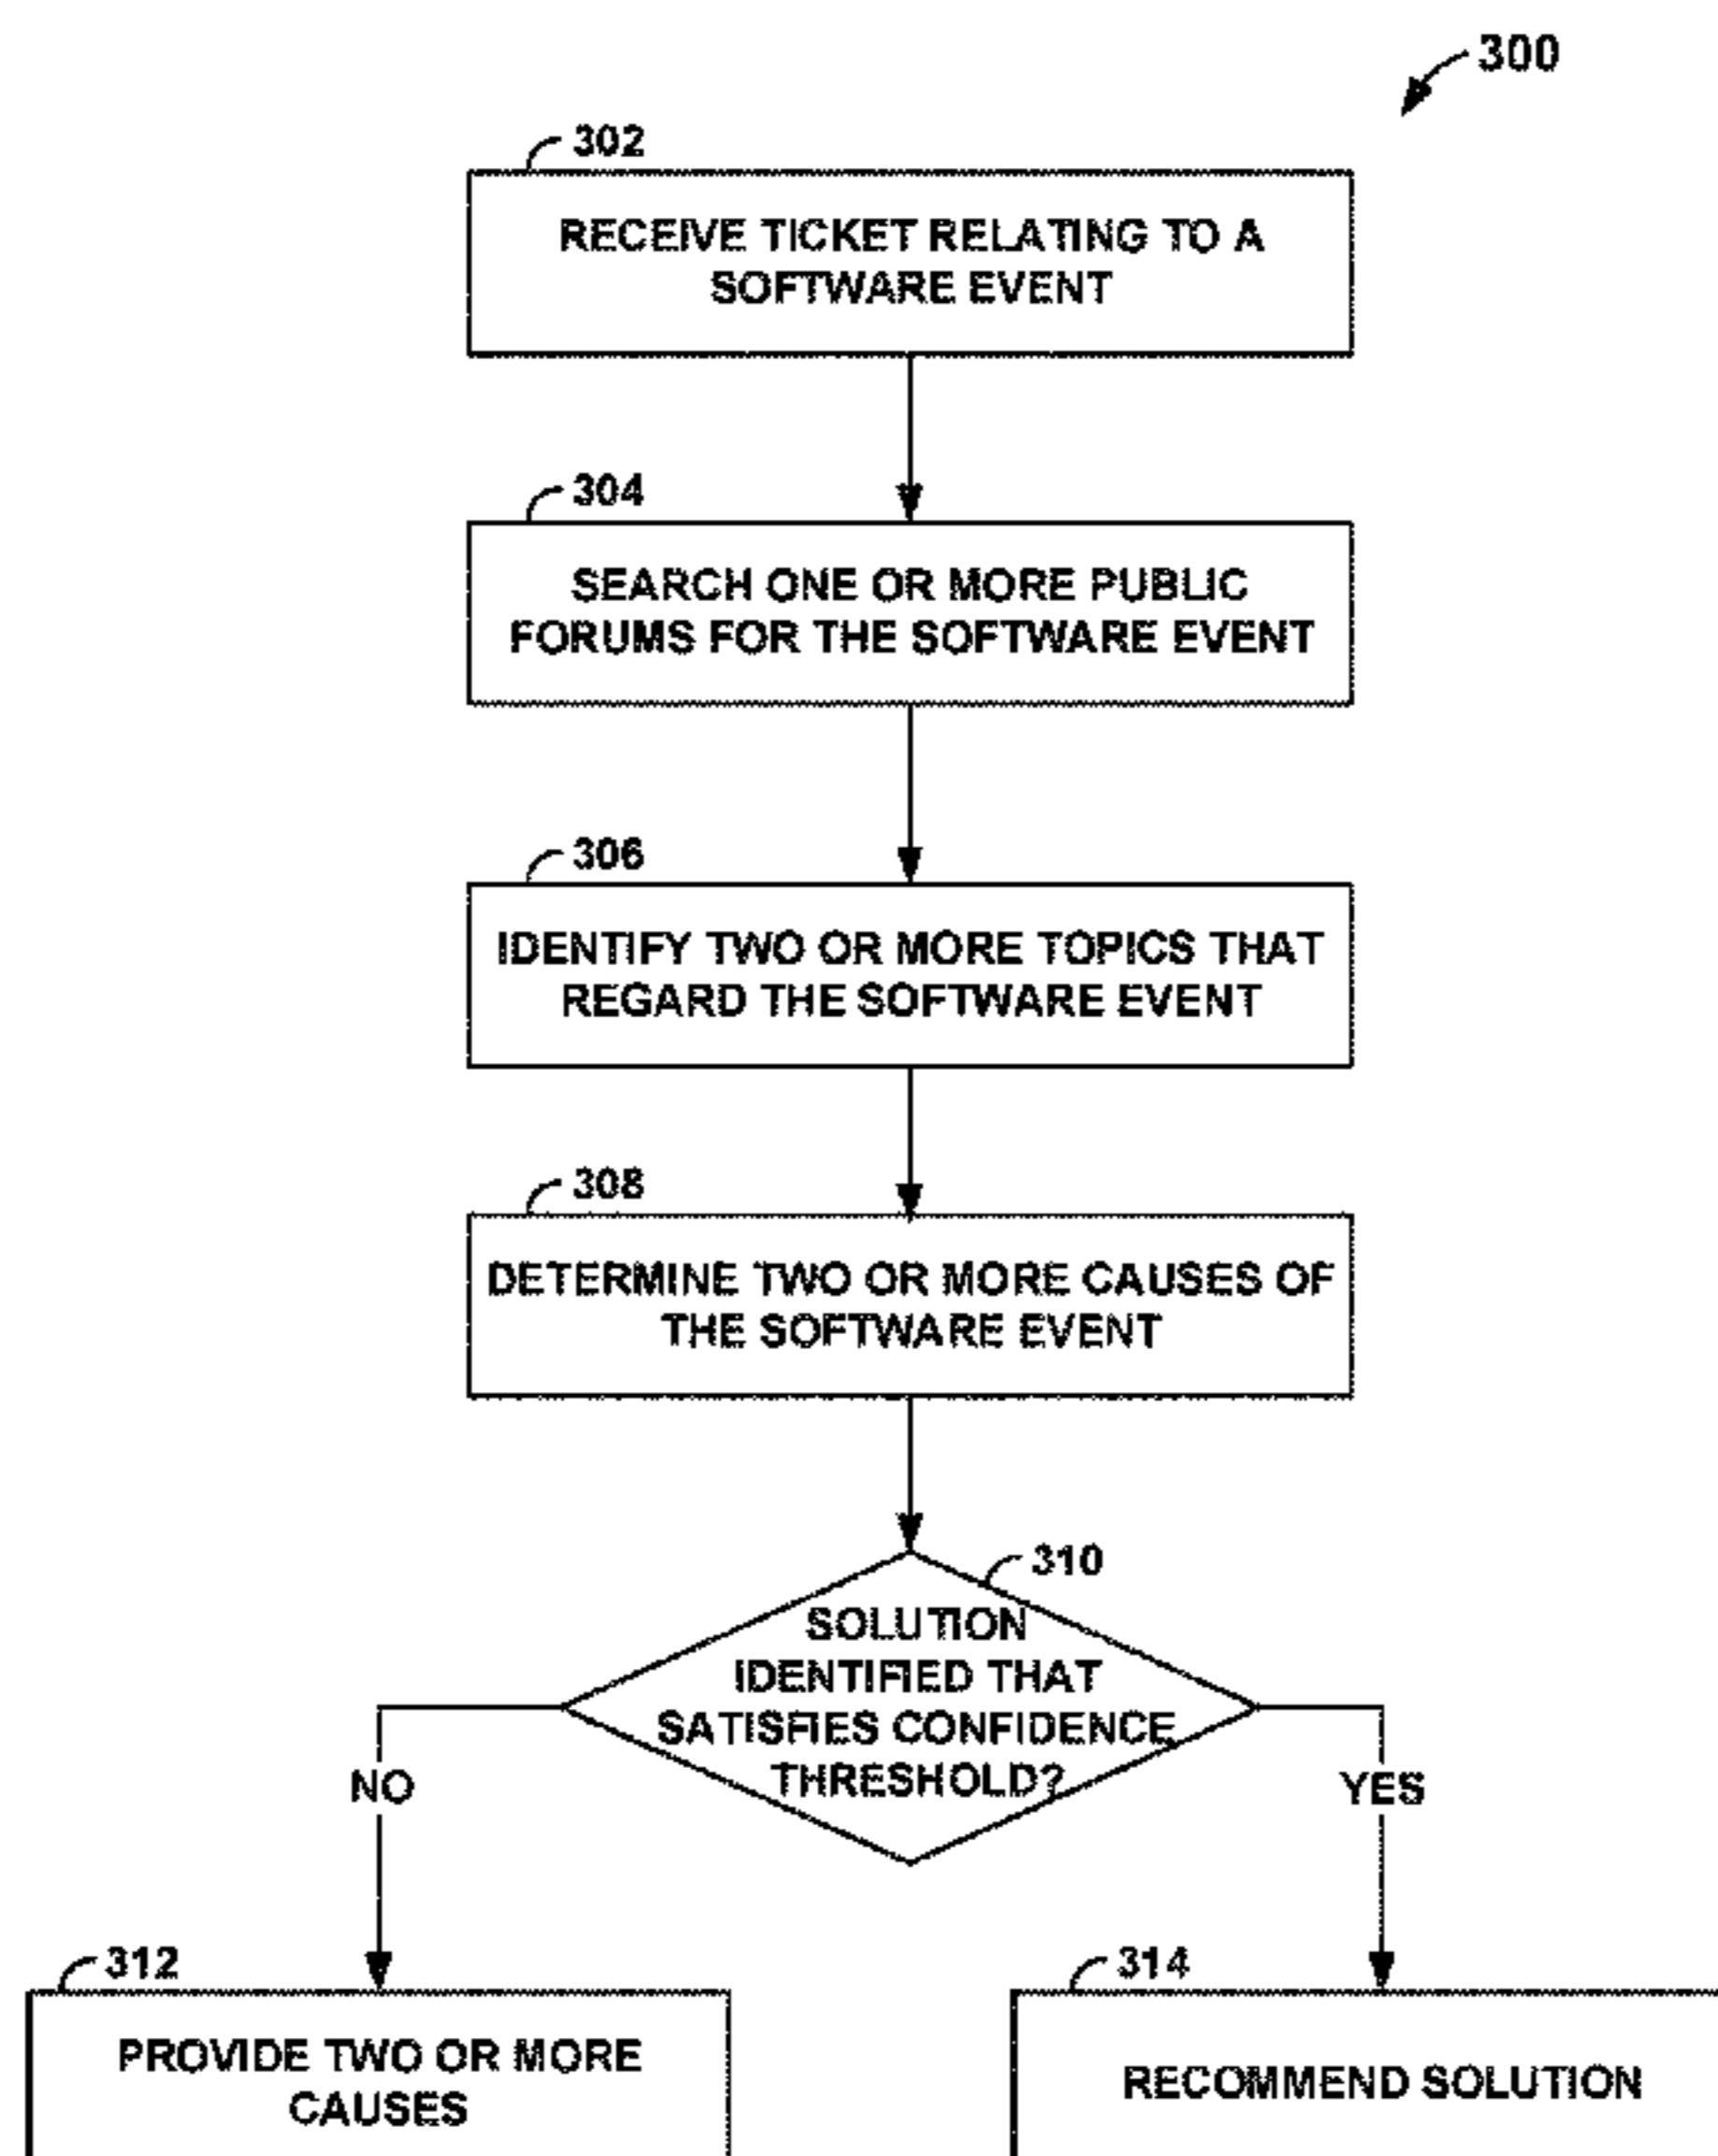 300
302
RECEIVE TICKET RELATING TO A
SOFTWARE EVENT
304
SEARCH ONE OR MORE PUBLIC
FORUMS FOR THE SOFTWARE EVENT
306
IDENTIFY TWO OR MORE TOPICS THAT
REGARD THE SOFTWARE EVENT
308
DETERMINE TWO OR MORE CAUSES OF
THE SOFTWARE EVENT
310
SOLUTION
IDENTIFIED THAT
SATISFIES CONFIDENCE
THRESHOLD?
NO
YES
312
PROVIDE TWO OR MORE
CAUSES
314
RECOMMEND SOLUTION